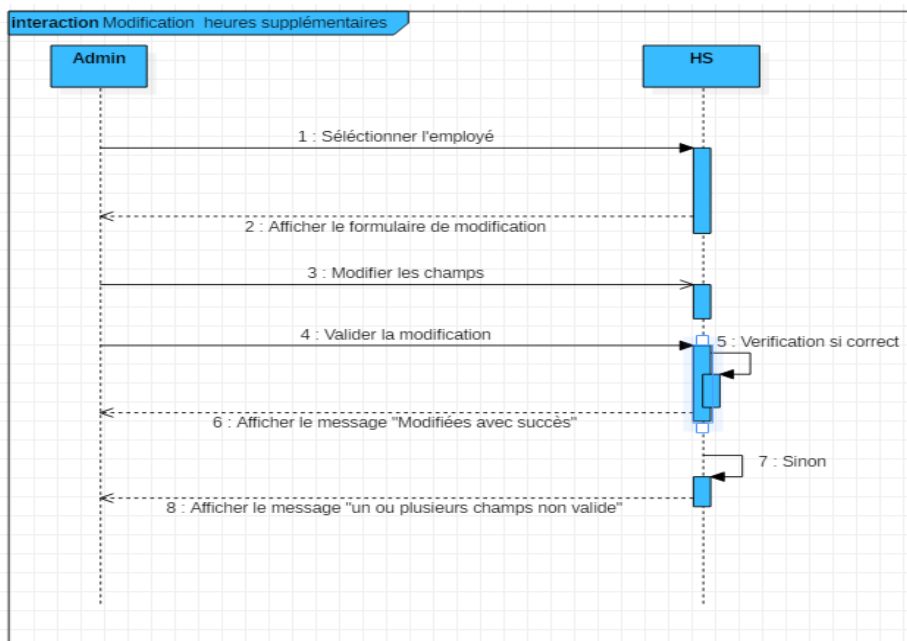 interaction Modification heures supplémentaires
Admin
HS
1 : Séléctionner l'employé
2 : Afficher le formulaire de modification
3 : Modifier les champs
4 : Valider la modification
5 : Verification si correct
6 : Afficher le message "Modifiées avec succès"
7 : Sinon
8 : Afficher le message "un ou plusieurs champs non valide"